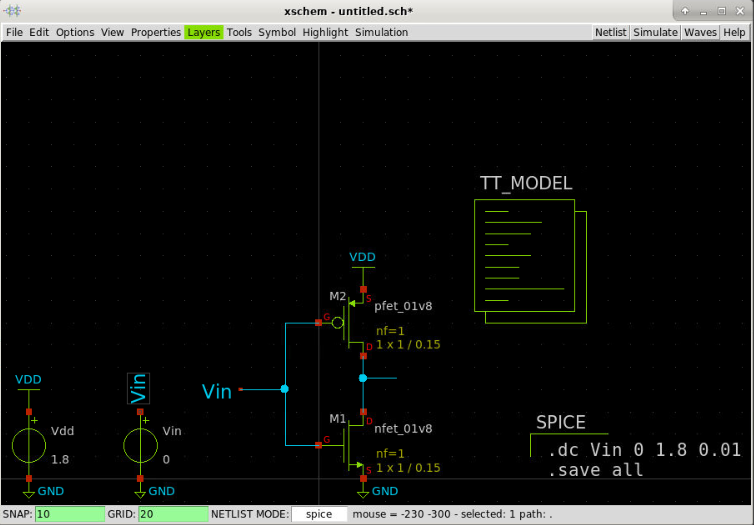 xschem - untitled.sch*
File Edit Options View Properties Layers Tools Symbol Highlight Simulation Netlist Simulate Waves Help
TT_MODEL
VDD
M2
S
pfet_01v8
G
nf=1
D
1 x 1 / 0.15
VDD
Vin
Vin
M1
D
nfet_01v8
SPICE
+
Vdd
1.8
+
Vin
0
G
nf=1
S
1 x 1 / 0.15
.dc Vin 0 1.8 0.01
.save all
GND
GND
GND
SNAP: 10 GRID: 20 NETLIST MODE: spice mouse = -230 -300 - selected: 1 path: .